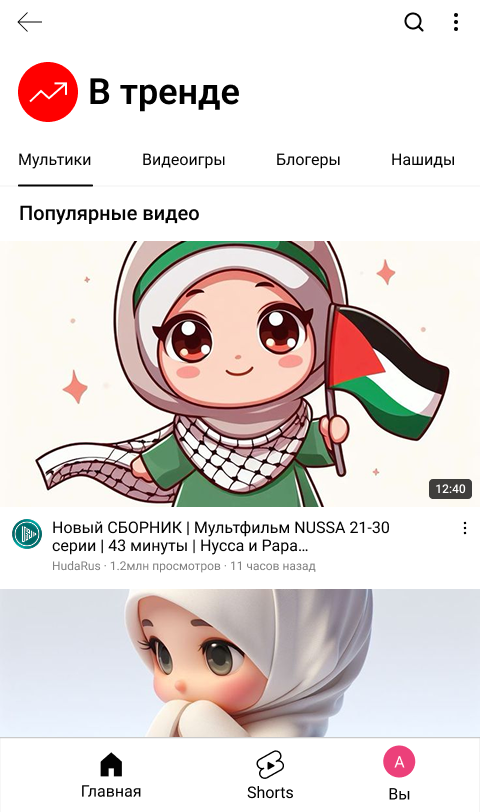 В тренде
Мультики Видеоигры Блогеры Нашиды
Популярные видео
12:40
Новый СБОРНИК | Мультфильм NUSSA 21-30
серии | 43 минуты | Нусса и Рара...
HudaRus · 1.2млн просмотров · 11 часов назад
Главная Shorts Вы
A